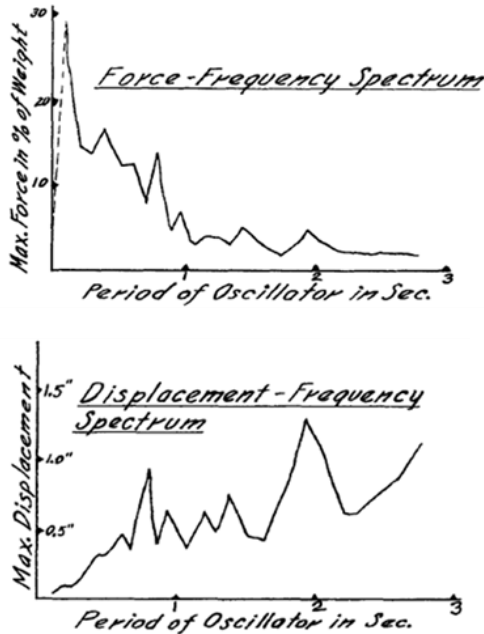 30
Force-Frequency Spectrum
20
10
Max. Force in % of Weight
1
2
3
Period of Oscillator in Sec.
1.5"
Displacement-Frequency
Spectrum
1.0"
0.5"
Max. Displacement
1
2
3
Period of Oscillator in Sec.